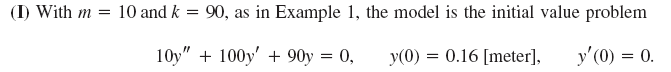 (I) With m = 10 and k = 90, as in Example 1, the model is the initial value problem
10y″ + 100y′ + 90y = 0, y(0) = 0.16 [meter], y′(0) = 0.